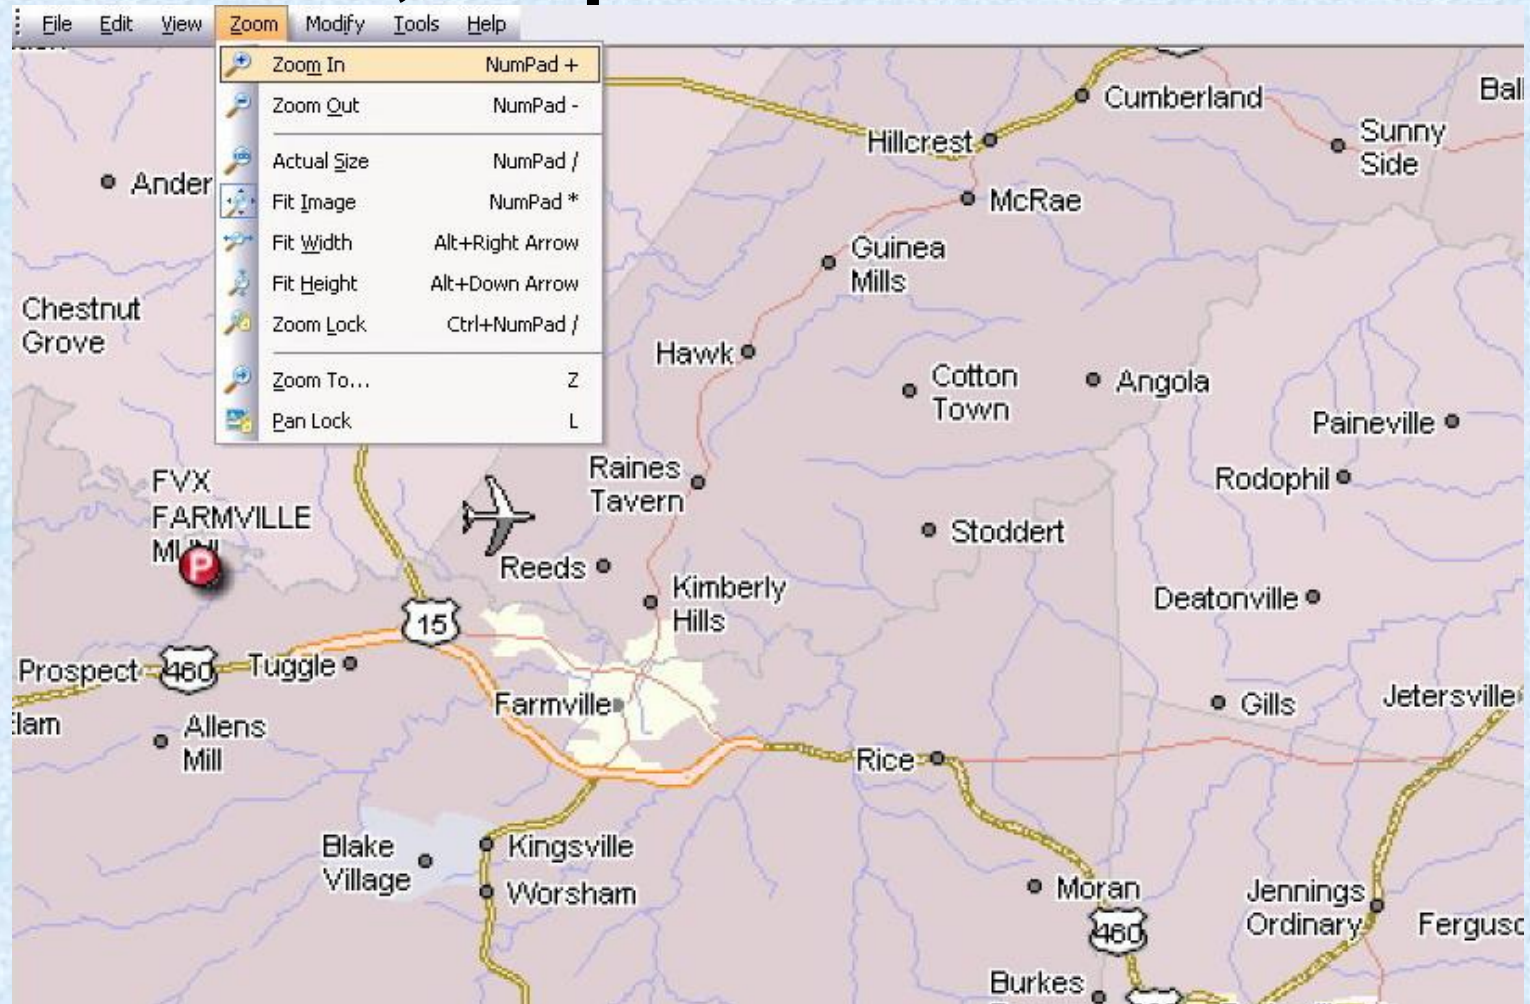 File Edit View Zoom Modify Tools Help
Zoom In NumPad +
Zoom Out NumPad -
Actual Size NumPad /
Fit Image NumPad *
Fit Width Alt+Right Arrow
Fit Height Alt+Down Arrow
Zoom Lock Ctrl+NumPad /
Zoom To... Z
Pan Lock L
Cumberland
Hillcrest
Sunny
Side
Ander
McRae
Guinea
Mills
Chestnut
Grove
Hawk
Cotton
Town
Angola
Paineville
Raines
Tavern
Rodophil
FVX
FARMVILLE
MUNI
Stoddert
Reeds
Kimberly
Hills
Deatonville
15
Prospect
460
Tuggle
Farmville
Gills
Jetersville
Allens
Mill
Rice
Blake
Village
Kingsville
Worsham
Moran
460
Jennings
Ordinary
Burkes